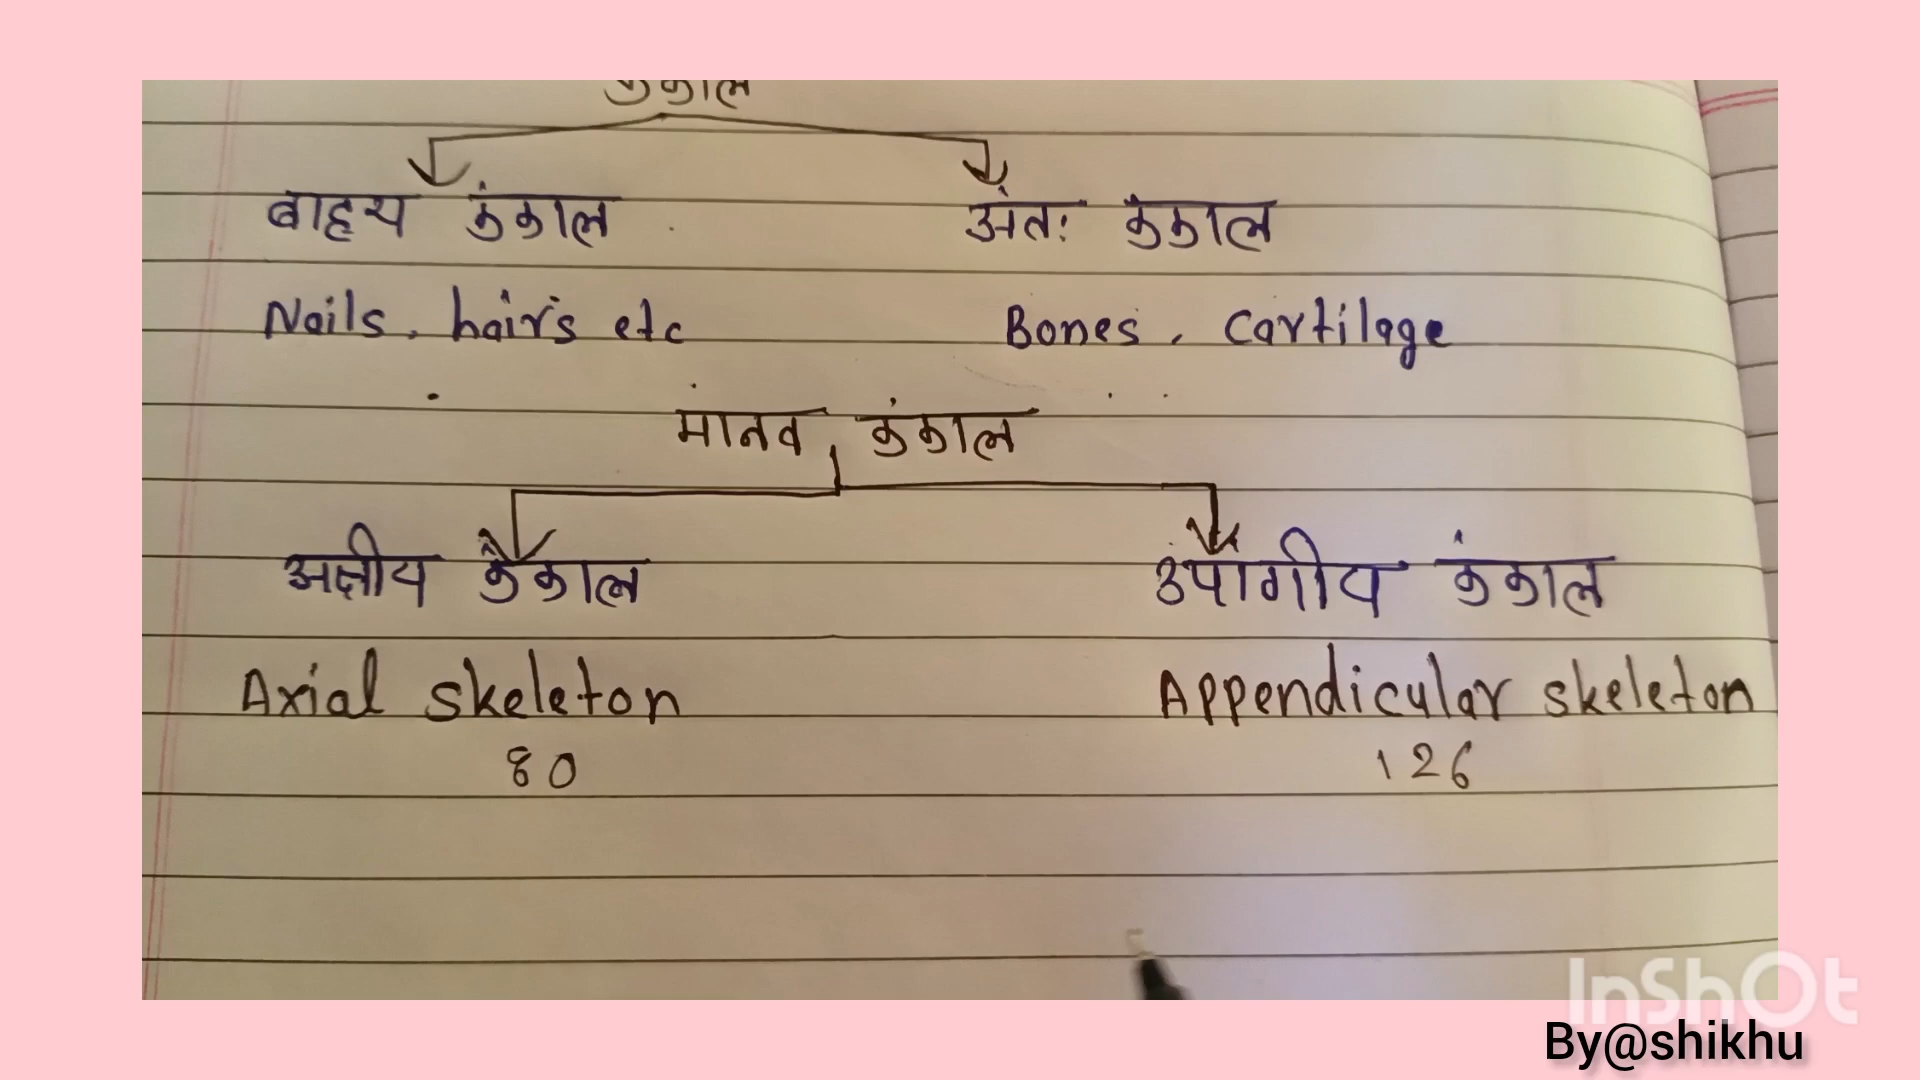 कंकाल
बाह्य कंकाल अंतः कंकाल
Nails, hairs etc Bones, Cartilage
मानव कंकाल
अक्षीय कंकाल उपांगीय कंकाल
Axial skeleton Appendicular skeleton
80 126
InShOt
By@shikhu